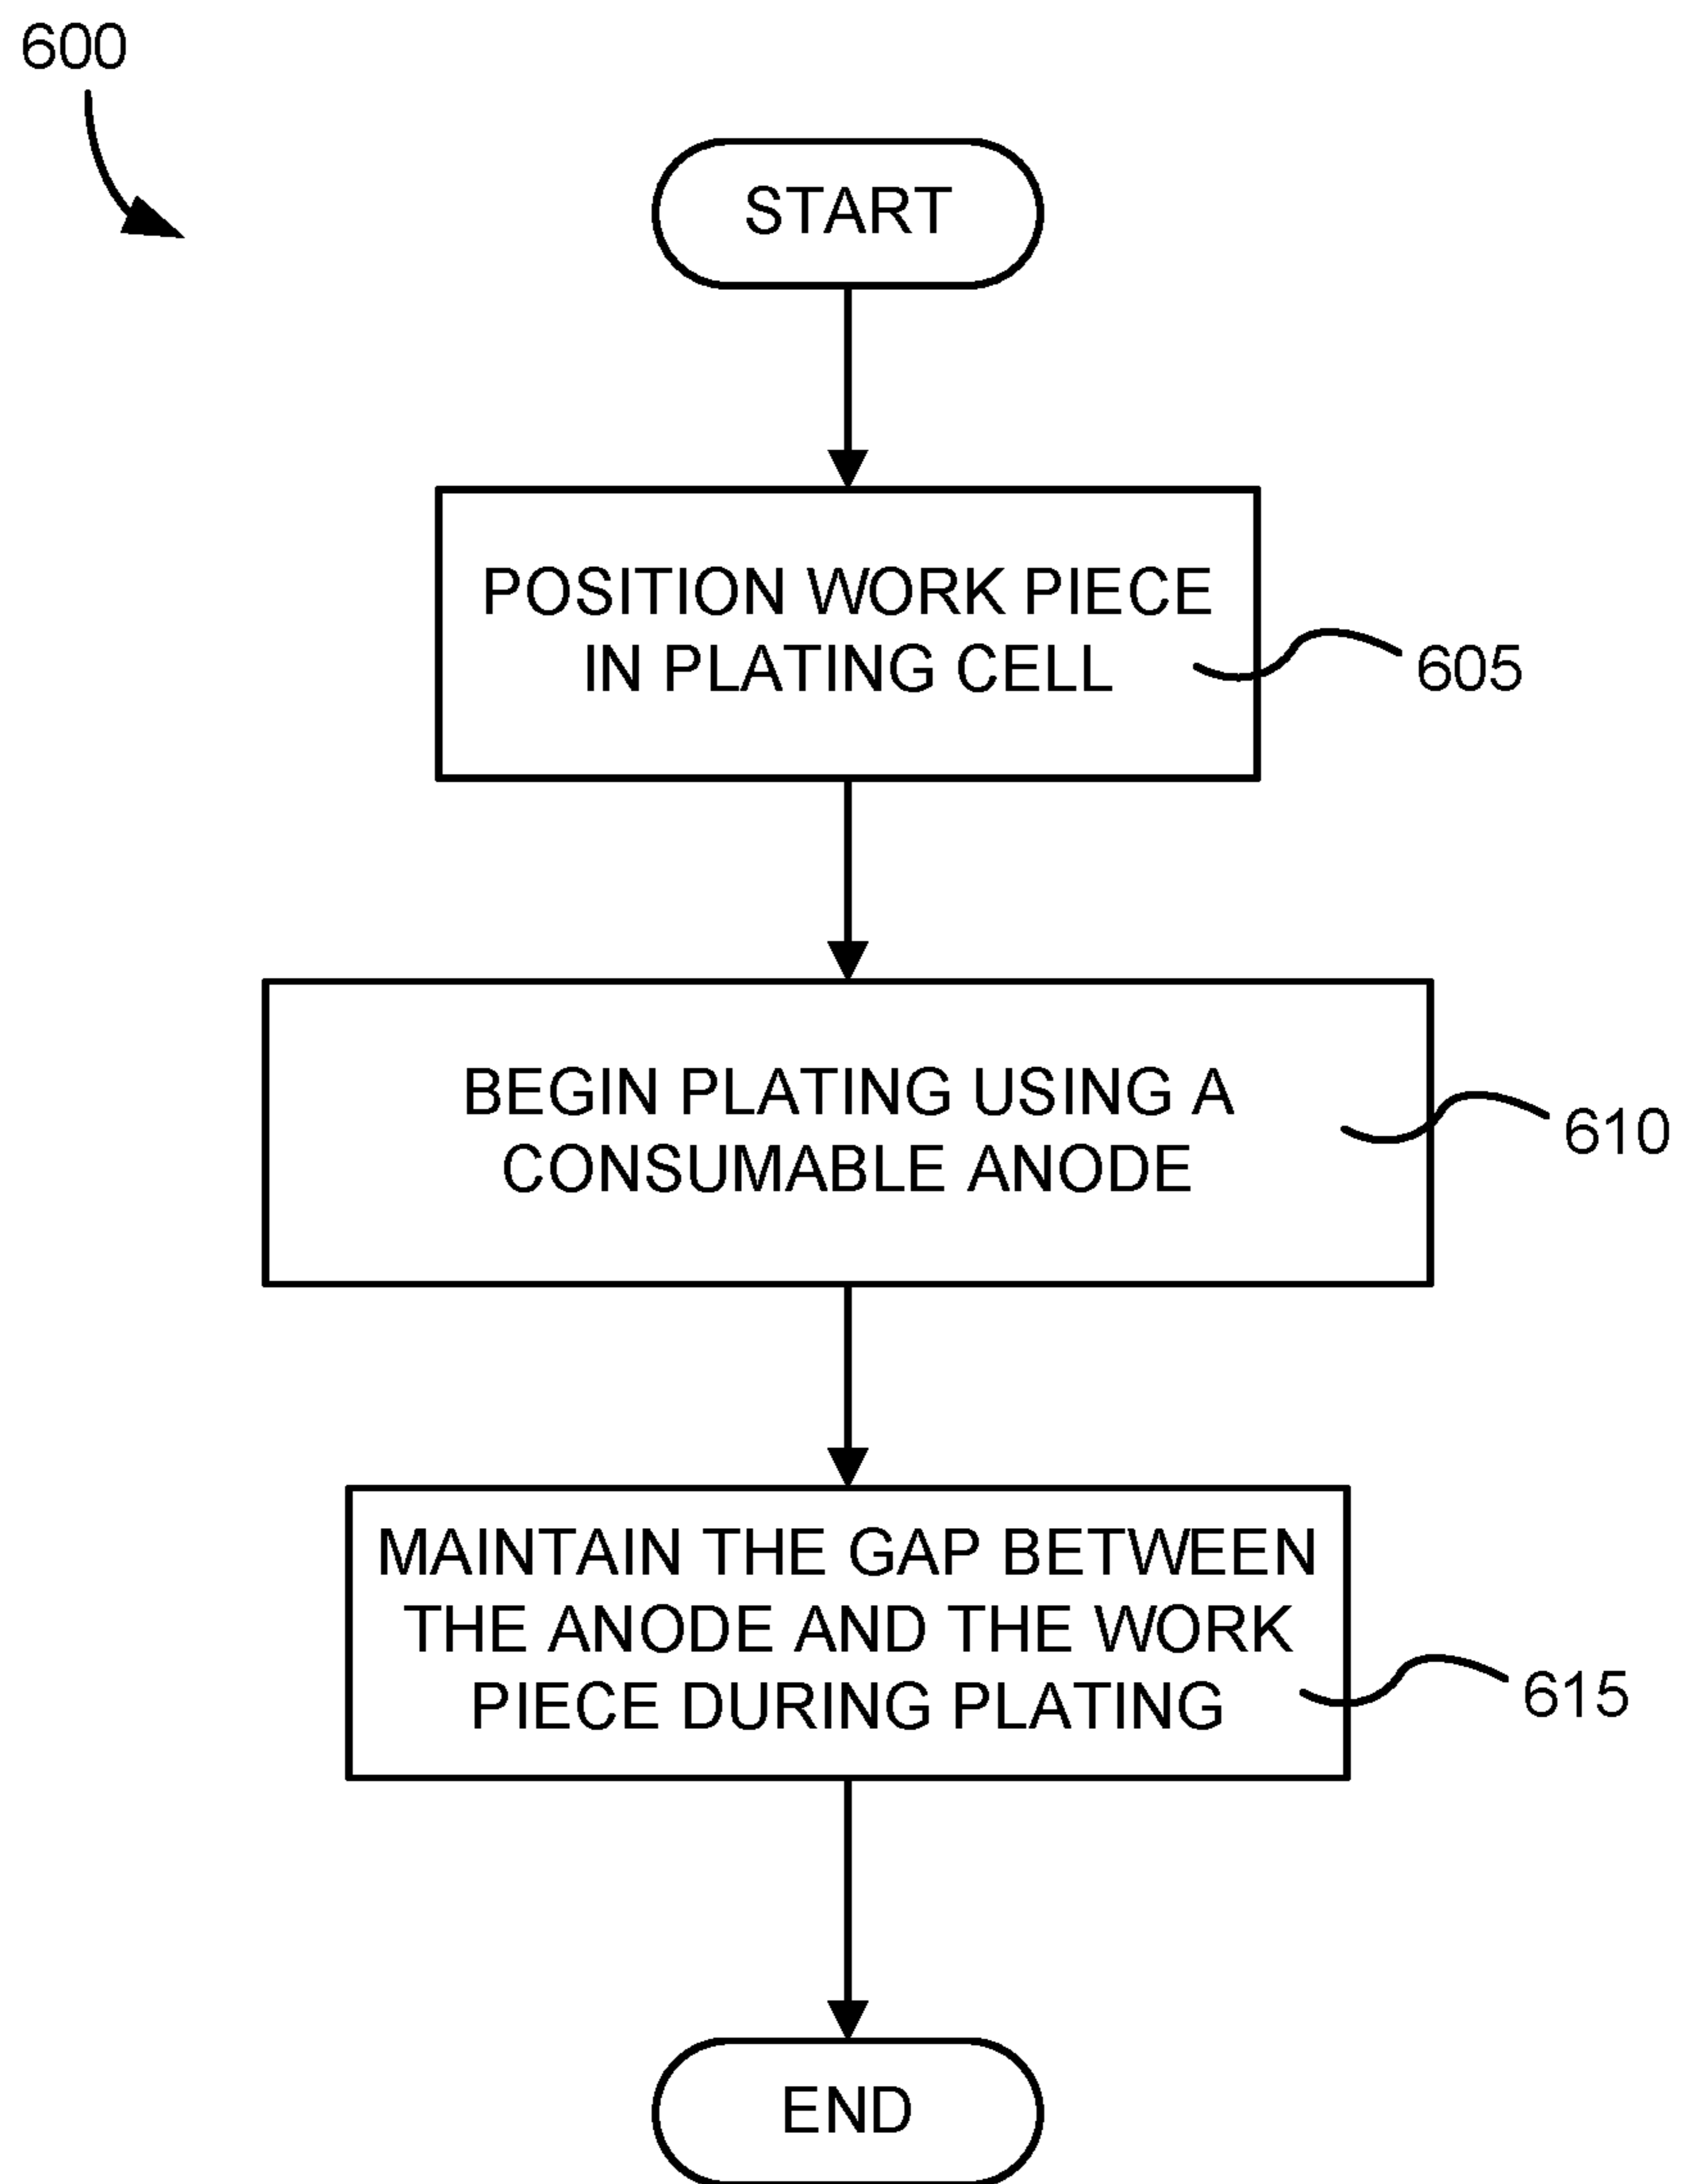 600
START
POSITION WORK PIECE
IN PLATING CELL
605
BEGIN PLATING USING A
CONSUMABLE ANODE
610
MAINTAIN THE GAP BETWEEN
THE ANODE AND THE WORK
PIECE DURING PLATING
615
END